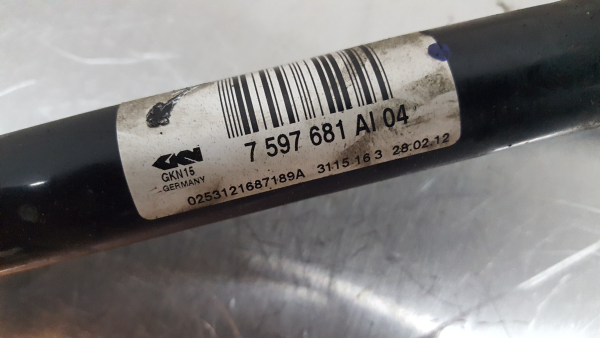 7 597 681 AI 04
GKN
GKN15
GERMANY
0253121687189A 3115 16 3 28.02.12